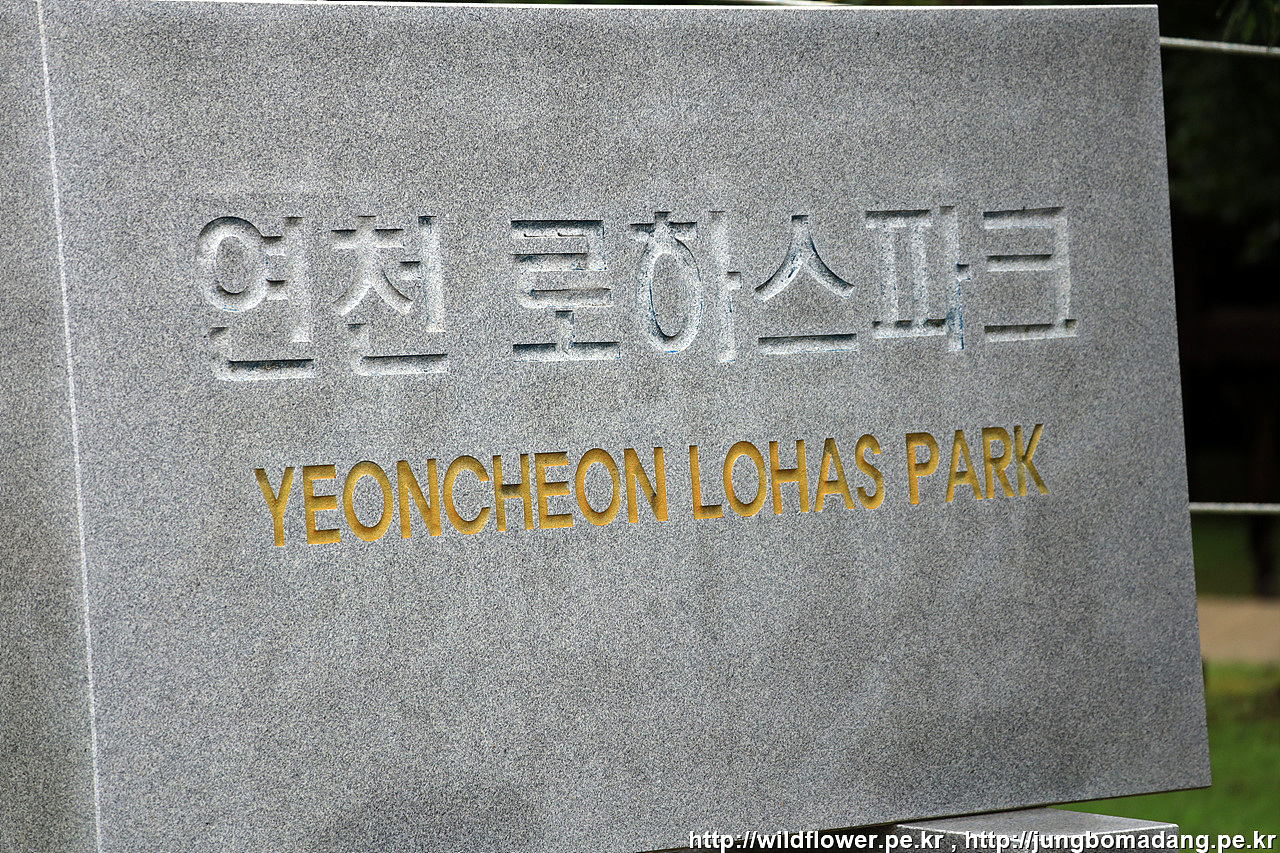 연천 로하스파크
YEONCHEON LOHAS PARK
http://wildflower.pe.kr , http://jungbomadang.pe.kr